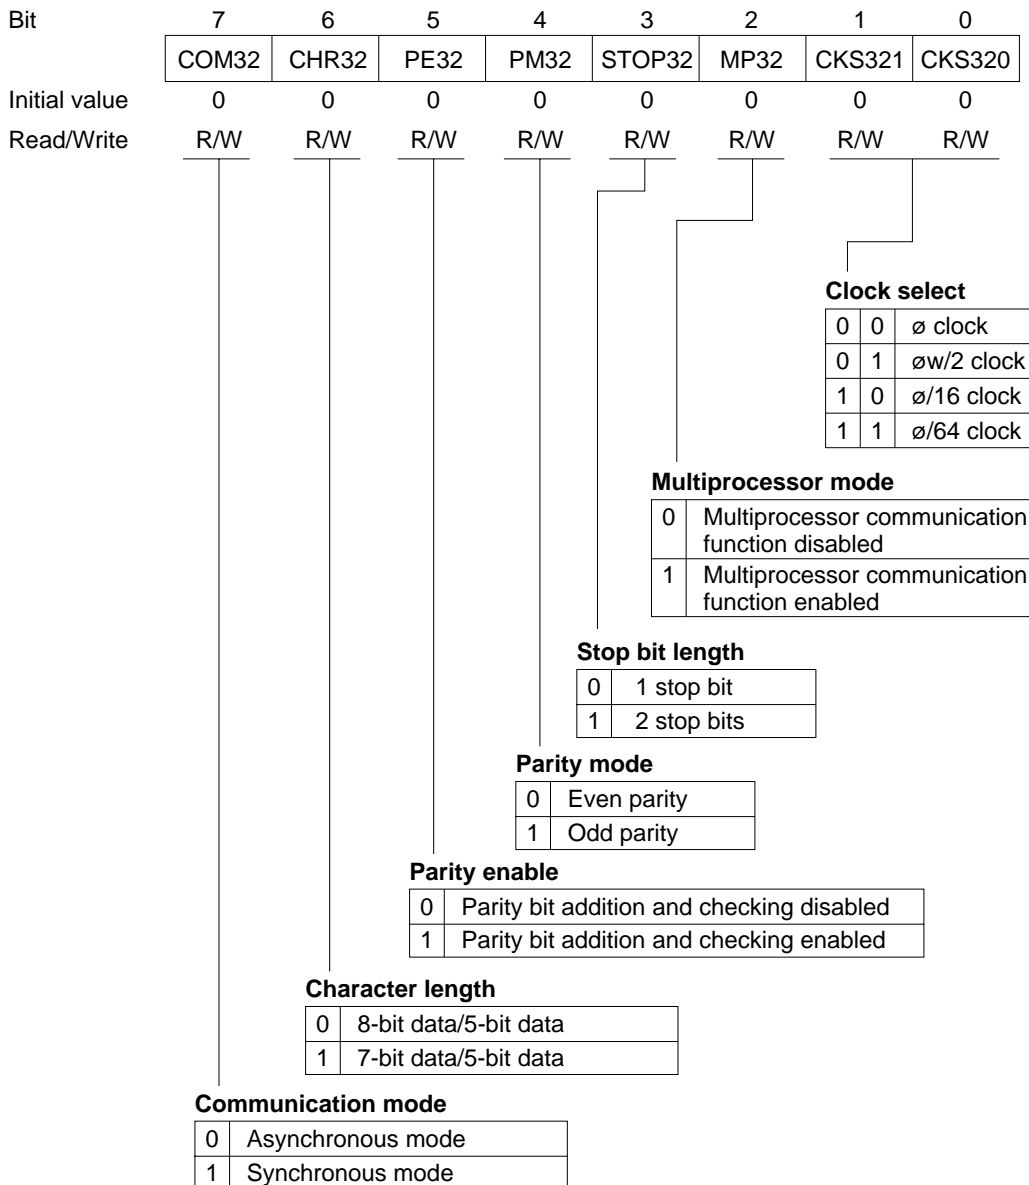 Bit 7 6 5 4 3 2 1 0
COM32 CHR32 PE32 PM32 STOP32 MP32 CKS321 CKS320
Initial value 0 0 0 0 0 0 0 0
Read/Write R/W R/W R/W R/W R/W R/W R/W R/W
Clock select
0 0 ø clock
0 1 øw/2 clock
1 0 ø/16 clock
1 1 ø/64 clock
Multiprocessor mode
0 Multiprocessor communication
function disabled
1 Multiprocessor communication
function enabled
Stop bit length
0 1 stop bit
1 2 stop bits
Parity mode
0 Even parity
1 Odd parity
Parity enable
0 Parity bit addition and checking disabled
1 Parity bit addition and checking enabled
Character length
0 8-bit data/5-bit data
1 7-bit data/5-bit data
Communication mode
0 Asynchronous mode
1 Synchronous mode